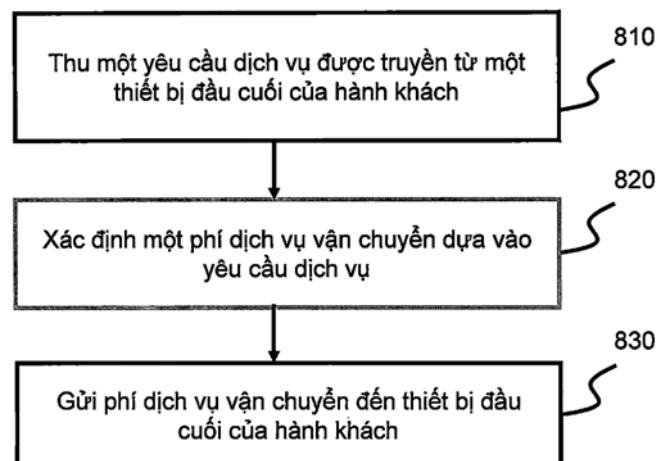 810
Thu một yêu cầu dịch vụ được truyền từ một
thiết bị đầu cuối của hành khách
820
Xác định một phí dịch vụ vận chuyển dựa vào
yêu cầu dịch vụ
830
Gửi phí dịch vụ vận chuyển đến thiết bị đầu
cuối của hành khách